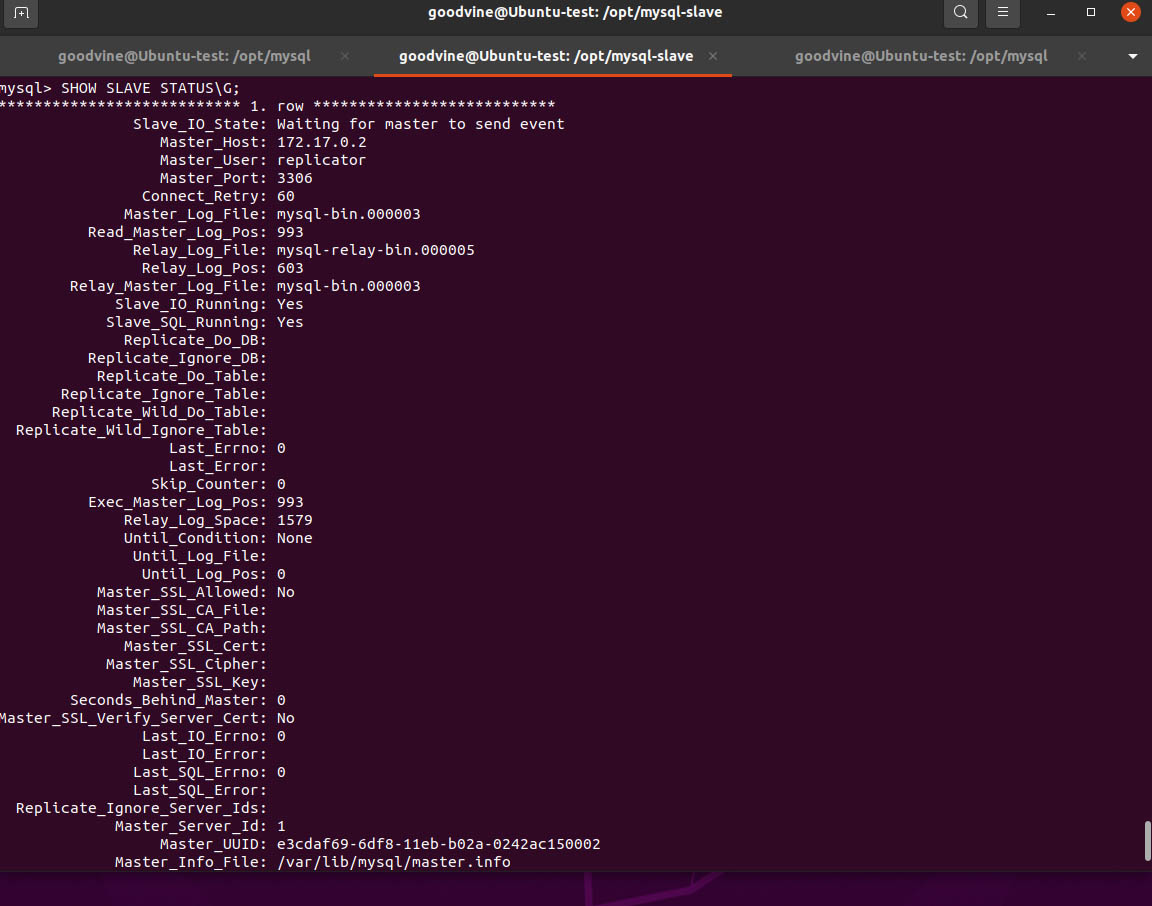 goodvine@Ubuntu-test: /opt/mysql-slave
goodvine@Ubuntu-test: /opt/mysql
goodvine@Ubuntu-test: /opt/mysql-slave
goodvine@Ubuntu-test: /opt/mysql
mysql> SHOW SLAVE STATUS\G;
*************************** 1. row ***************************
Slave_IO_State: Waiting for master to send event
Master_Host: 172.17.0.2
Master_User: replicator
Master_Port: 3306
Connect_Retry: 60
Master_Log_File: mysql-bin.000003
Read_Master_Log_Pos: 993
Relay_Log_File: mysql-relay-bin.000005
Relay_Log_Pos: 603
Relay_Master_Log_File: mysql-bin.000003
Slave_IO_Running: Yes
Slave_SQL_Running: Yes
Replicate_Do_DB:
Replicate_Ignore_DB:
Replicate_Do_Table:
Replicate_Ignore_Table:
Replicate_Wild_Do_Table:
Replicate_Wild_Ignore_Table:
Last_Errno: 0
Last_Error:
Skip_Counter: 0
Exec_Master_Log_Pos: 993
Relay_Log_Space: 1579
Until_Condition: None
Until_Log_File:
Until_Log_Pos: 0
Master_SSL_Allowed: No
Master_SSL_CA_File:
Master_SSL_CA_Path:
Master_SSL_Cert:
Master_SSL_Cipher:
Master_SSL_Key:
Seconds_Behind_Master: 0
Master_SSL_Verify_Server_Cert: No
Last_IO_Errno: 0
Last_IO_Error:
Last_SQL_Errno: 0
Last_SQL_Error:
Replicate_Ignore_Server_Ids:
Master_Server_Id: 1
Master_UUID: e3cdaf69-6df8-11eb-b02a-0242ac150002
Master_Info_File: /var/lib/mysql/master.info